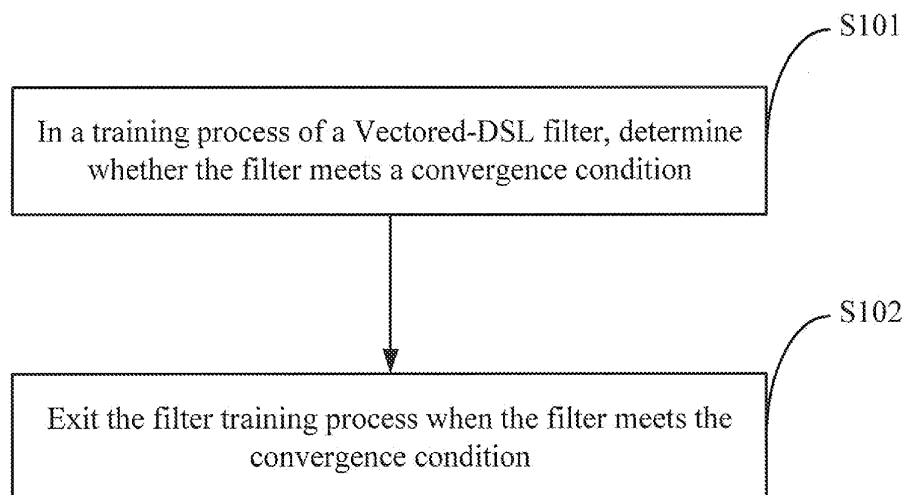 S101
In a training process of a Vectored-DSL filter, determine
whether the filter meets a convergence condition
S102
Exit the filter training process when the filter meets the
convergence condition